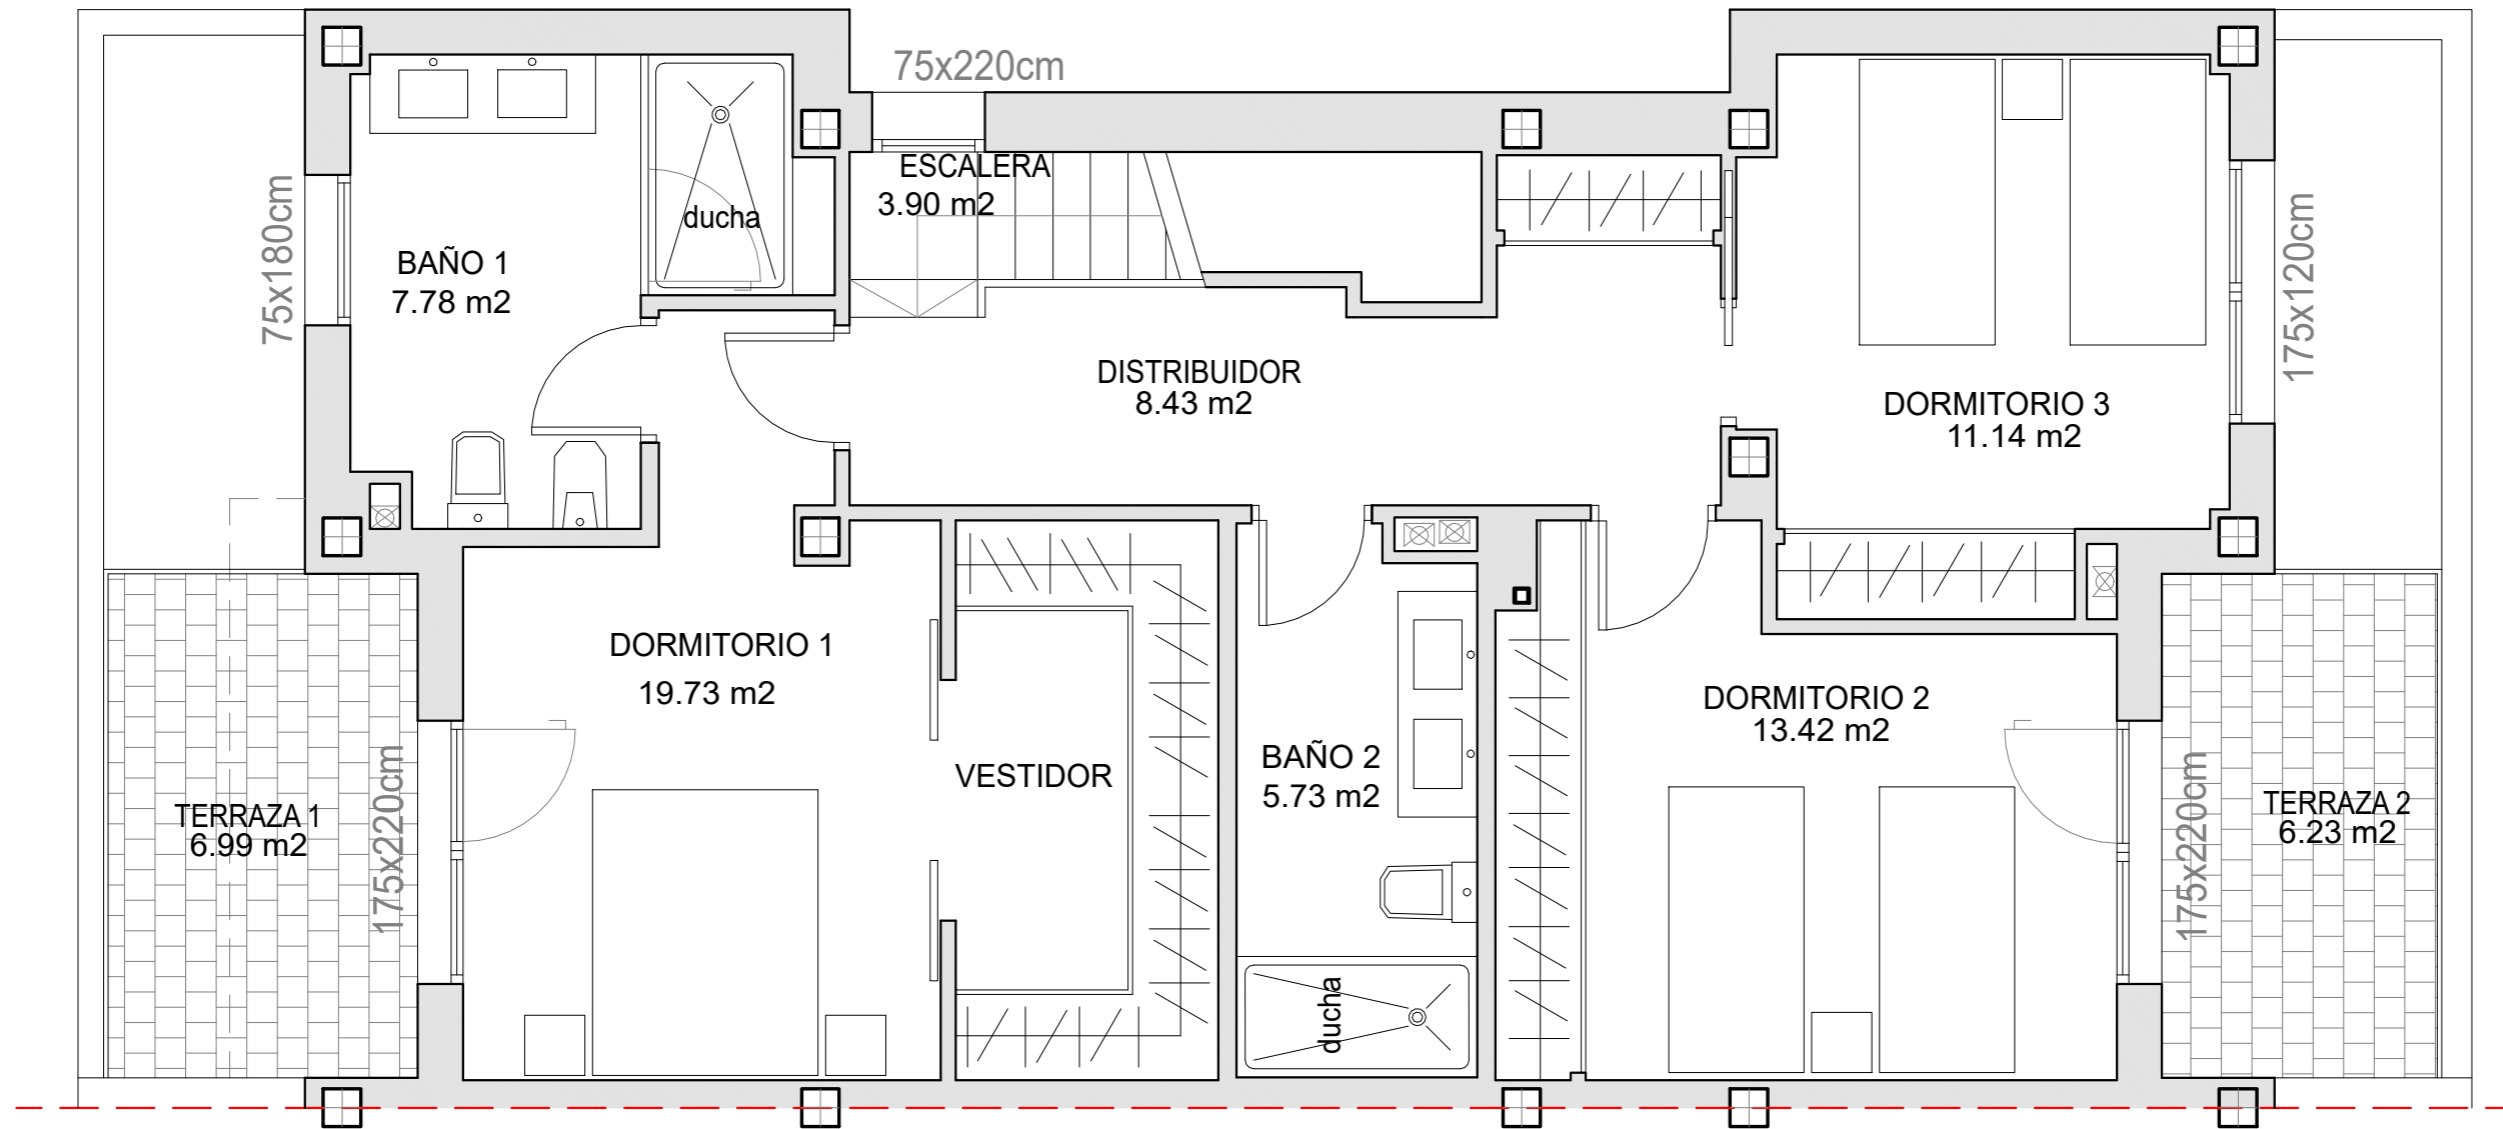 75x220cm
ESCALERA
3.90 m2
75x180cm
ducha
BAÑO 1
7.78 m2
175x120cm
DISTRIBUIDOR
8.43 m2
DORMITORIO 3
11.14 m2
DORMITORIO 1
19.73 m2
VESTIDOR
BAÑO 2
5.73 m2
DORMITORIO 2
13.42 m2
TERRAZA 1
6.99 m2
175x220cm
175x220cm
TERRAZA 2
6.23 m2
ducha